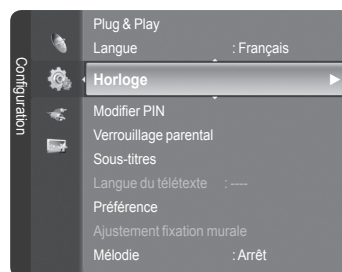 Configuration
Plug & Play
Langue : Français
Horloge
Modifier PIN
Verrouillage parental
Sous-titres
Langue du télétexte : ----
Préférence
Ajustement fixation murale
Mélodie : Arrêt